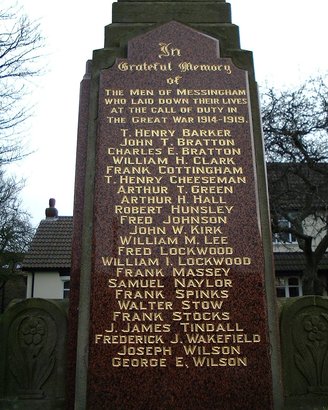 In
Grateful Memory
of
THE MEN OF MESSINGHAM
WHO LAID DOWN THEIR LIVES
AT THE CALL OF DUTY IN
THE GREAT WAR 1914-1919.
T. HENRY BARKER
JOHN T. BRATTON
CHARLES E. BRATTON
WILLIAM H. CLARK
FRANK COTTINGHAM
T. HENRY CHEESEMAN
ARTHUR T. GREEN
ARTHUR H. HALL
ROBERT HUNSLEY
FRED JOHNSON
JOHN W. KIRK
WILLIAM M. LEE
FRED LOCKWOOD
WILLIAM I. LOCKWOOD
FRANK MASSEY
SAMUEL NAYLOR
FRANK SPINKS
WALTER STOW
FRANK STOCKS
J. JAMES TINDALL
FREDERICK J. WAKEFIELD
JOSEPH WILSON
GEORGE E. WILSON